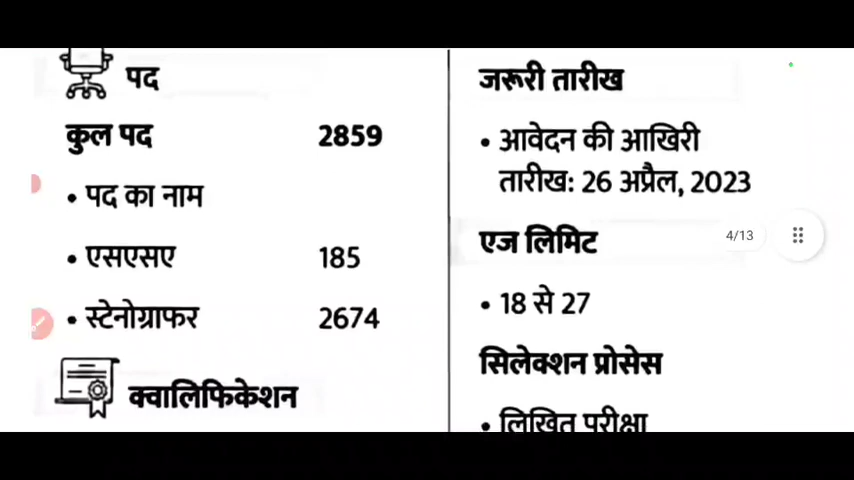 पद
कुल पद 2859
• पद का नाम
• एसएसए 185
• स्टेनोग्राफर 2674
क्वालिफिकेशन
जरूरी तारीख
• आवेदन की आखिरी
तारीख: 26 अप्रैल, 2023
एज लिमिट
4/13
• 18 से 27
सिलेक्शन प्रोसेस
• लिखित परीक्षा